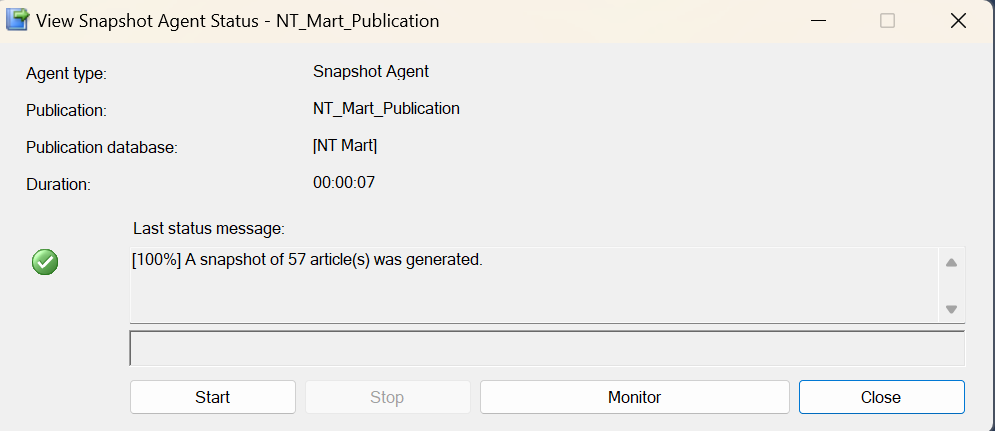 View Snapshot Agent Status - NT_Mart_Publication
Agent type: Snapshot Agent
Publication: NT_Mart_Publication
Publication database: [NT Mart]
Duration: 00:00:07
Last status message:
[100%] A snapshot of 57 article(s) was generated.
Start Stop Monitor Close